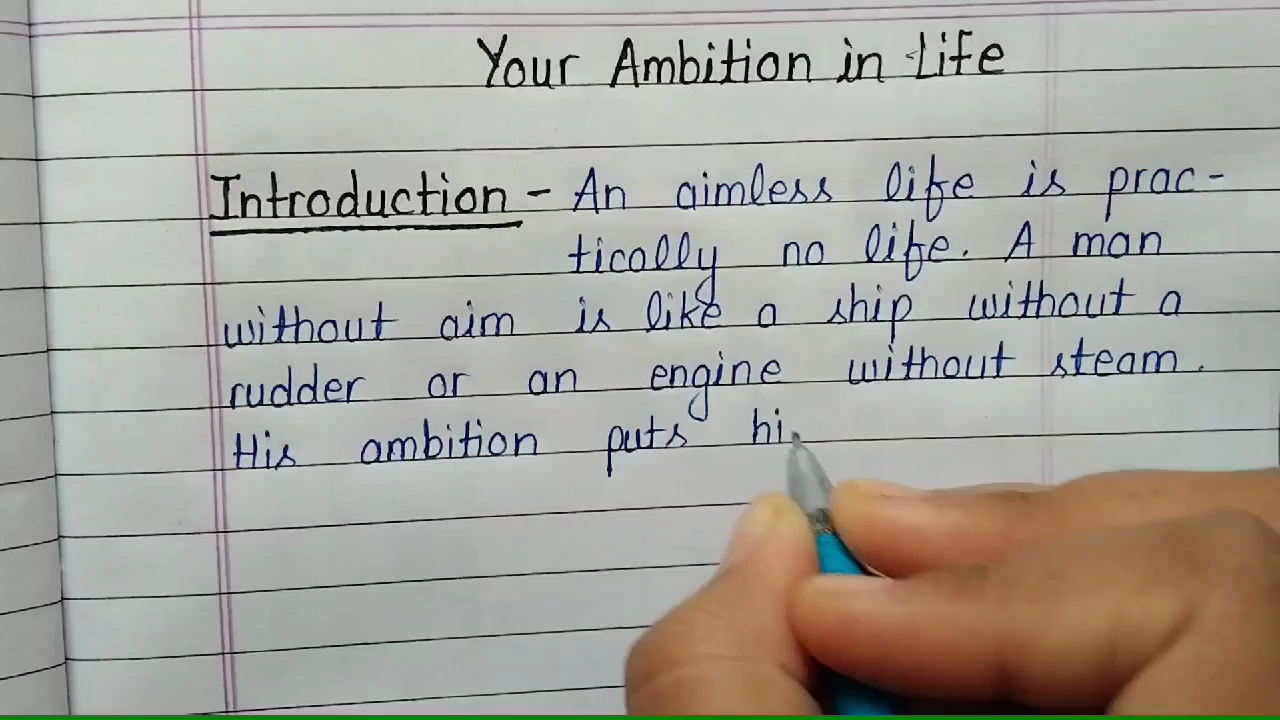 Your Ambition in Life
Introduction - An aimless life is prac-
tically no life. A man
without aim is like a ship without a
rudder or an engine without steam.
His ambition puts hi